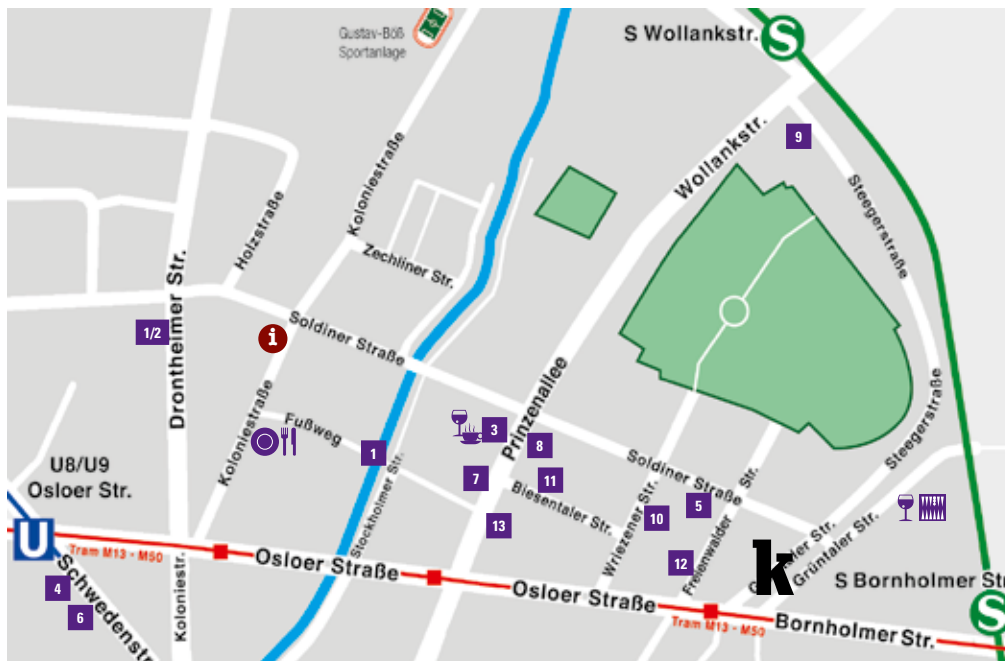 Gustav-Böß
Sportanlage
S Wollankstr.
S
Wollankstr.
9
Koloniestraße
Steegerstraße
Holzstraße
Zechliner Str.
Drontheimer Str.
1/2
i
Soldiner Straße
Prinzenallee
Koloniestraße
Fußweg
1
3
8
Steegerstraße
U8/U9
Osloer Str.
Stockholmer Str.
7
11
Biesentaler Str.
Soldiner Straße
Wriezener Str.
5
Freienwalder Str.
10
13
Grüntaler Str.
U
Tram M13 - M50
Osloer Straße
12
k
S Bornholmer Str
S
4
Schwedenstr
6
Koloniestr.
Osloer Straße
Tram M13 - M50
Bornholmer Str.